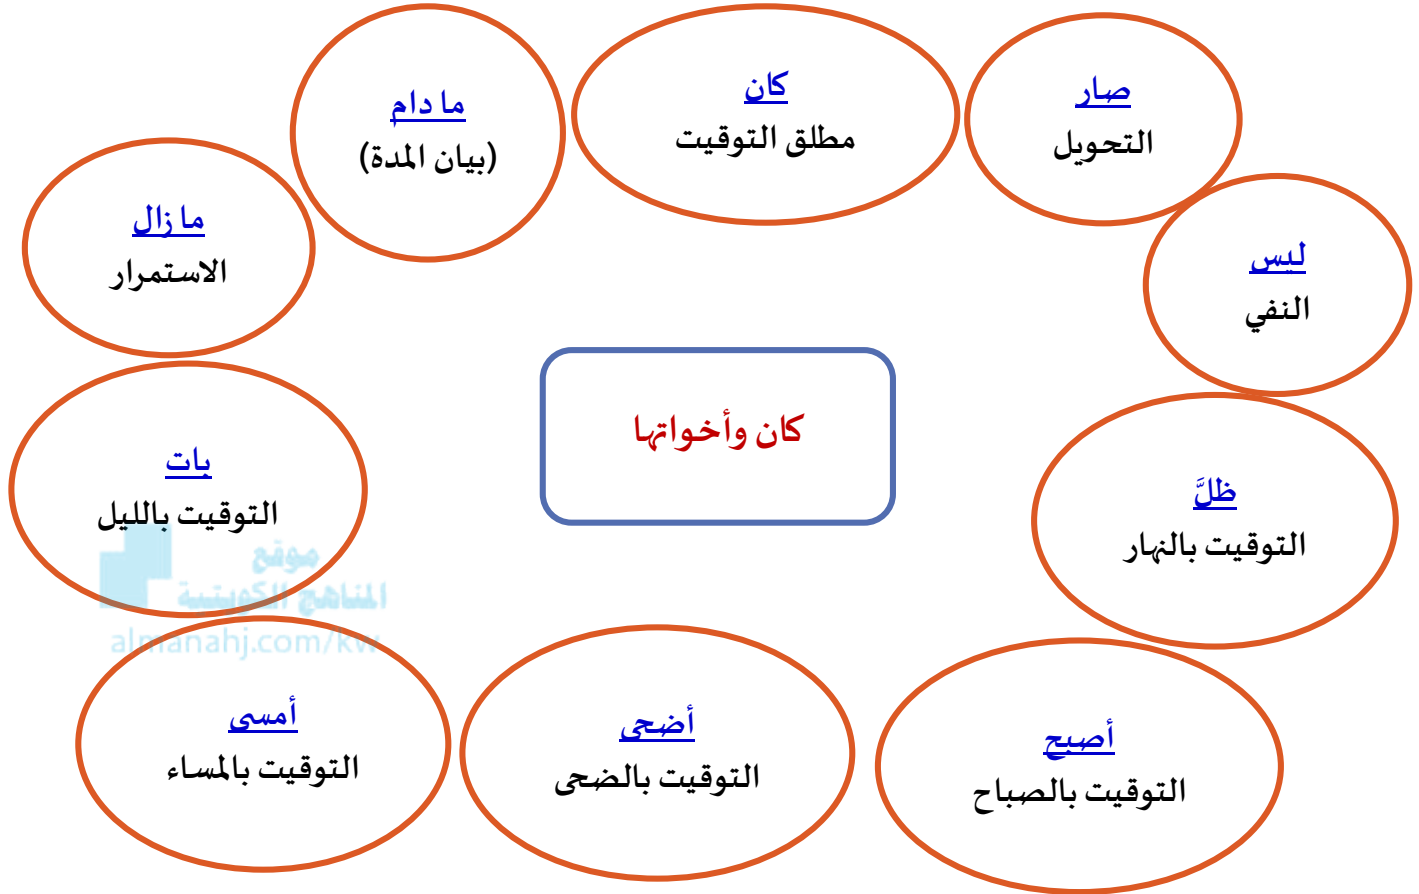 صار
التحويل
كان
مطلق التوقيت
ما دام
(بيان المدة)
ما زال
الاستمرار
ليس
النفي
كان وأخواتها
بات
التوقيت بالليل
ظلَّ
التوقيت بالنهار
موقع
المناهج الكويتية
almanahj.com/kw
أصبح
التوقيت بالصباح
أضحى
التوقيت بالضحى
أمسى
التوقيت بالمساء